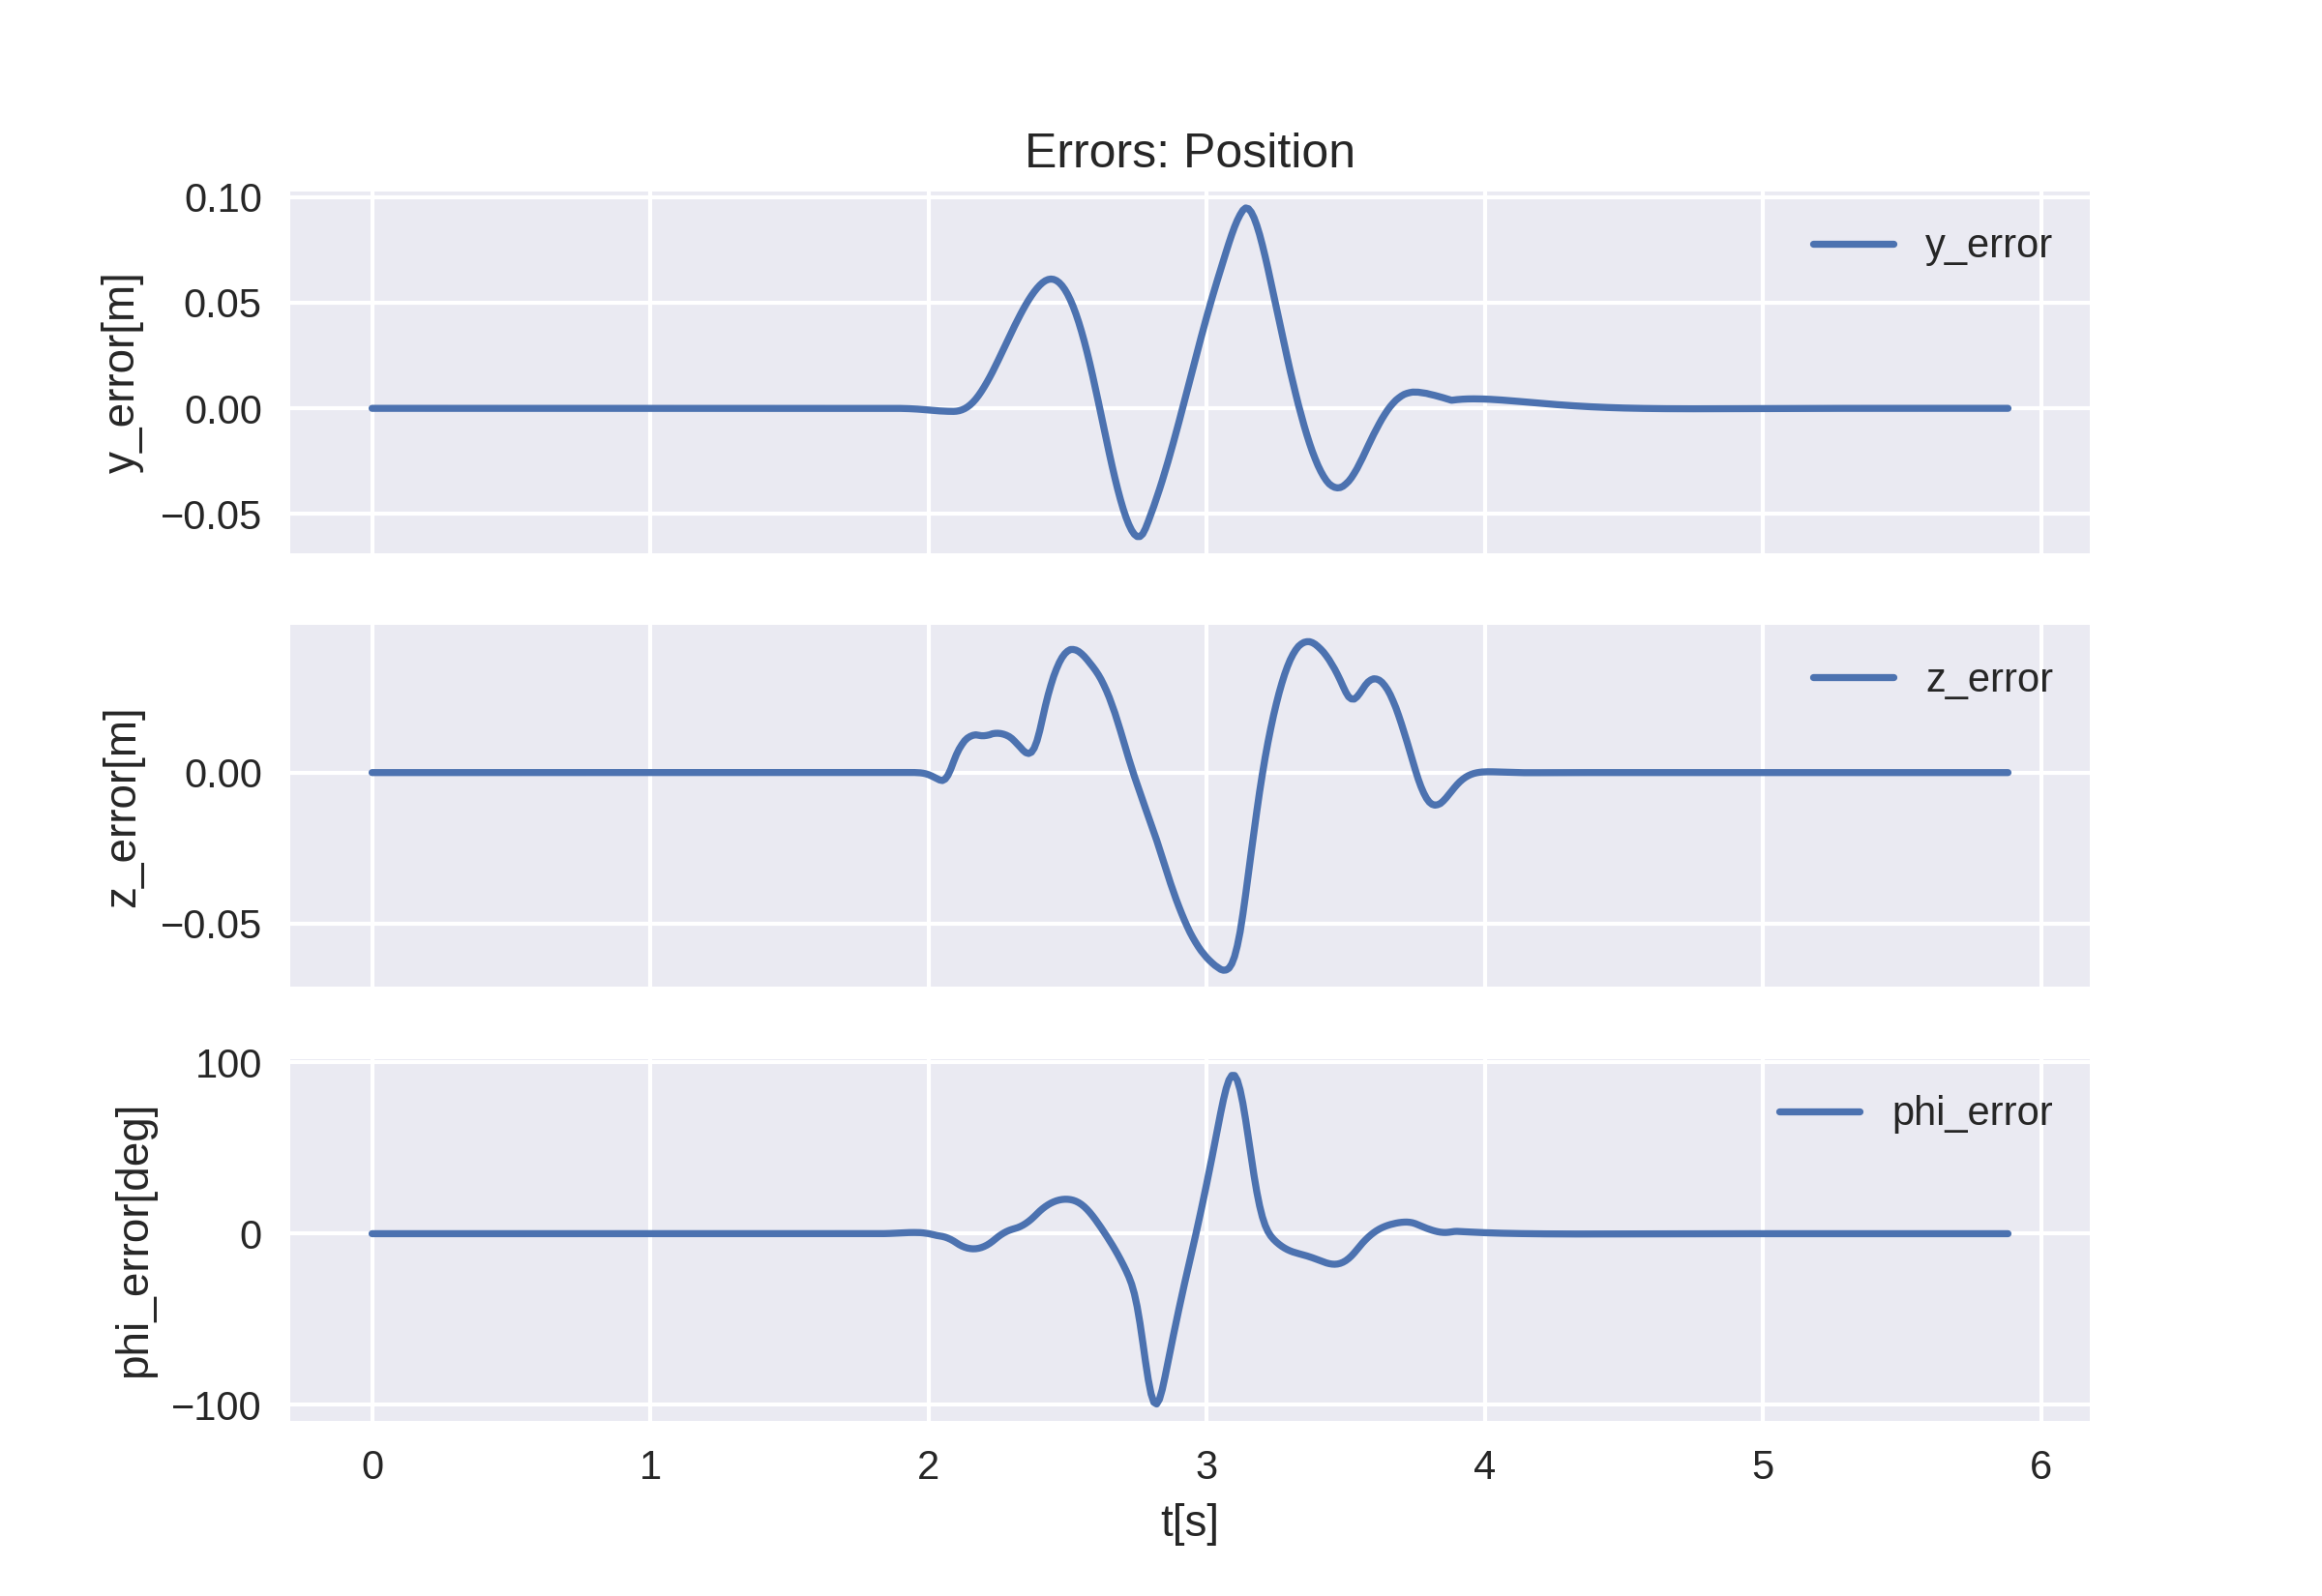 Errors: Position
0.10
0.05
0.00
−0.05
y_error[m]
y_error
0.00
−0.05
z_error[m]
z_error
100
0
−100
phi_error[deg]
phi_error
0 1 2 3 4 5 6
t[s]